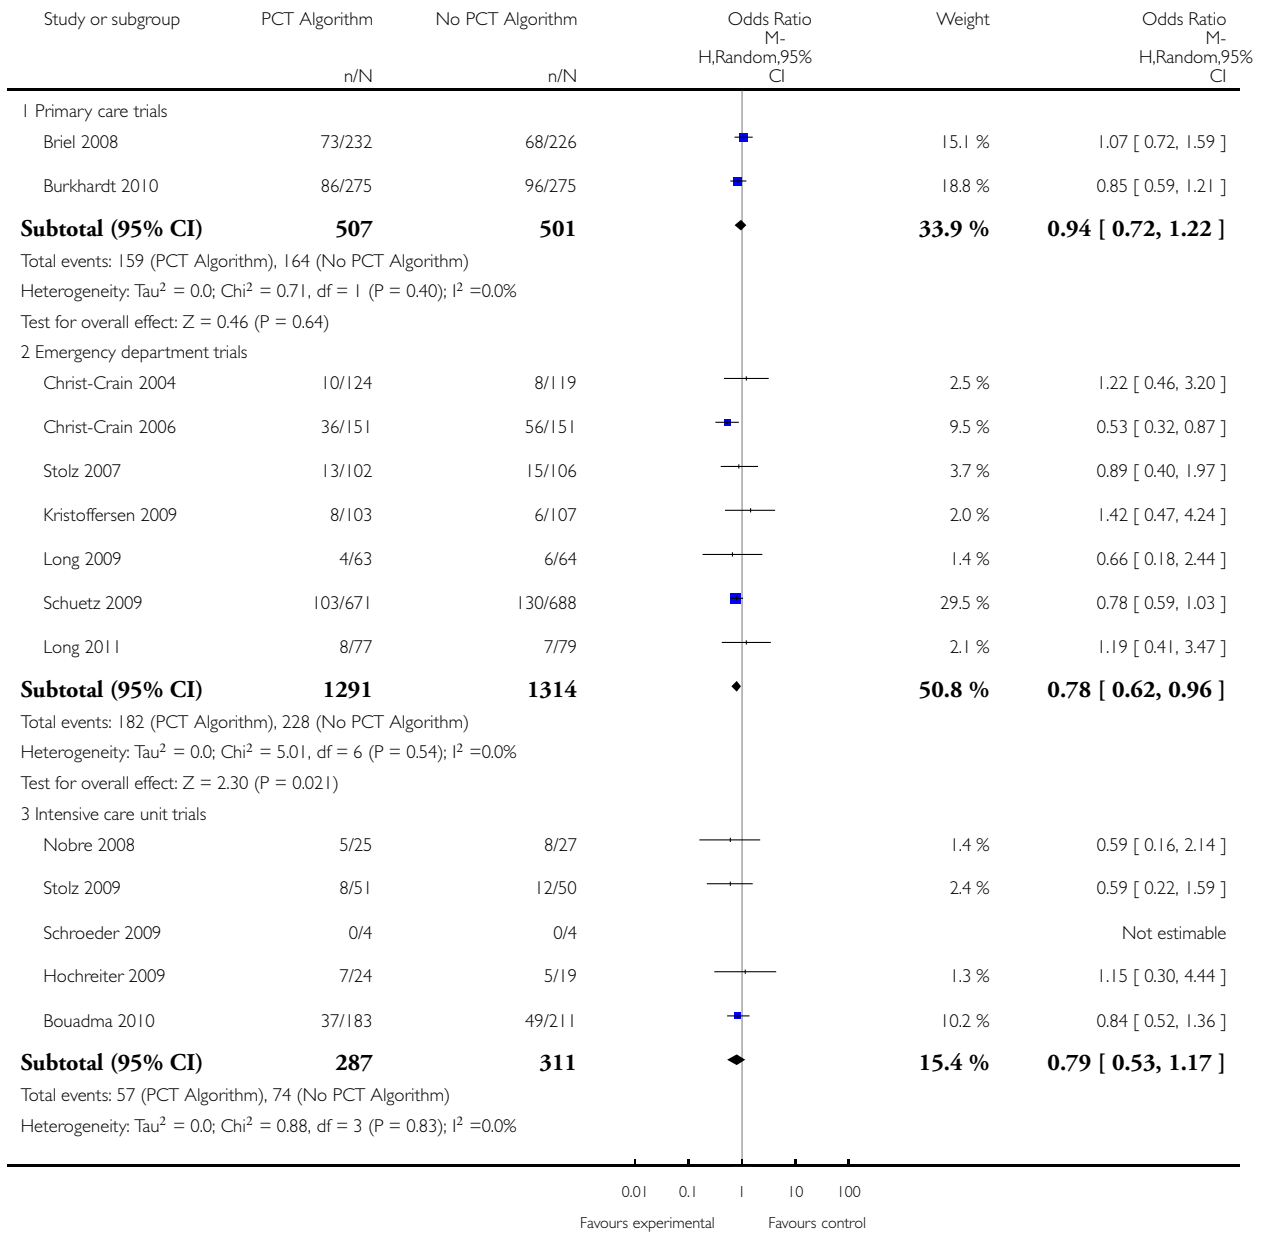 Study or subgroup PCT Algorithm No PCT Algorithm Odds Ratio Weight Odds Ratio
M- M-
H,Random,95% H,Random,95%
n/N n/N CI CI
1 Primary care trials
Briel 2008 73/232 68/226 15.1 % 1.07 [ 0.72, 1.59 ]
Burkhardt 2010 86/275 96/275 18.8 % 0.85 [ 0.59, 1.21 ]
Subtotal (95% CI) 507 501 33.9 % 0.94 [ 0.72, 1.22 ]
Total events: 159 (PCT Algorithm), 164 (No PCT Algorithm)
Heterogeneity: Tau² = 0.0; Chi² = 0.71, df = 1 (P = 0.40); I² =0.0%
Test for overall effect: Z = 0.46 (P = 0.64)
2 Emergency department trials
Christ-Crain 2004 10/124 8/119 2.5 % 1.22 [ 0.46, 3.20 ]
Christ-Crain 2006 36/151 56/151 9.5 % 0.53 [ 0.32, 0.87 ]
Stolz 2007 13/102 15/106 3.7 % 0.89 [ 0.40, 1.97 ]
Kristoffersen 2009 8/103 6/107 2.0 % 1.42 [ 0.47, 4.24 ]
Long 2009 4/63 6/64 1.4 % 0.66 [ 0.18, 2.44 ]
Schuetz 2009 103/671 130/688 29.5 % 0.78 [ 0.59, 1.03 ]
Long 2011 8/77 7/79 2.1 % 1.19 [ 0.41, 3.47 ]
Subtotal (95% CI) 1291 1314 50.8 % 0.78 [ 0.62, 0.96 ]
Total events: 182 (PCT Algorithm), 228 (No PCT Algorithm)
Heterogeneity: Tau² = 0.0; Chi² = 5.01, df = 6 (P = 0.54); I² =0.0%
Test for overall effect: Z = 2.30 (P = 0.021)
3 Intensive care unit trials
Nobre 2008 5/25 8/27 1.4 % 0.59 [ 0.16, 2.14 ]
Stolz 2009 8/51 12/50 2.4 % 0.59 [ 0.22, 1.59 ]
Schroeder 2009 0/4 0/4 Not estimable
Hochreiter 2009 7/24 5/19 1.3 % 1.15 [ 0.30, 4.44 ]
Bouadma 2010 37/183 49/211 10.2 % 0.84 [ 0.52, 1.36 ]
Subtotal (95% CI) 287 311 15.4 % 0.79 [ 0.53, 1.17 ]
Total events: 57 (PCT Algorithm), 74 (No PCT Algorithm)
Heterogeneity: Tau² = 0.0; Chi² = 0.88, df = 3 (P = 0.83); I² =0.0%
0.01 0.1 1 10 100
Favours experimental Favours control